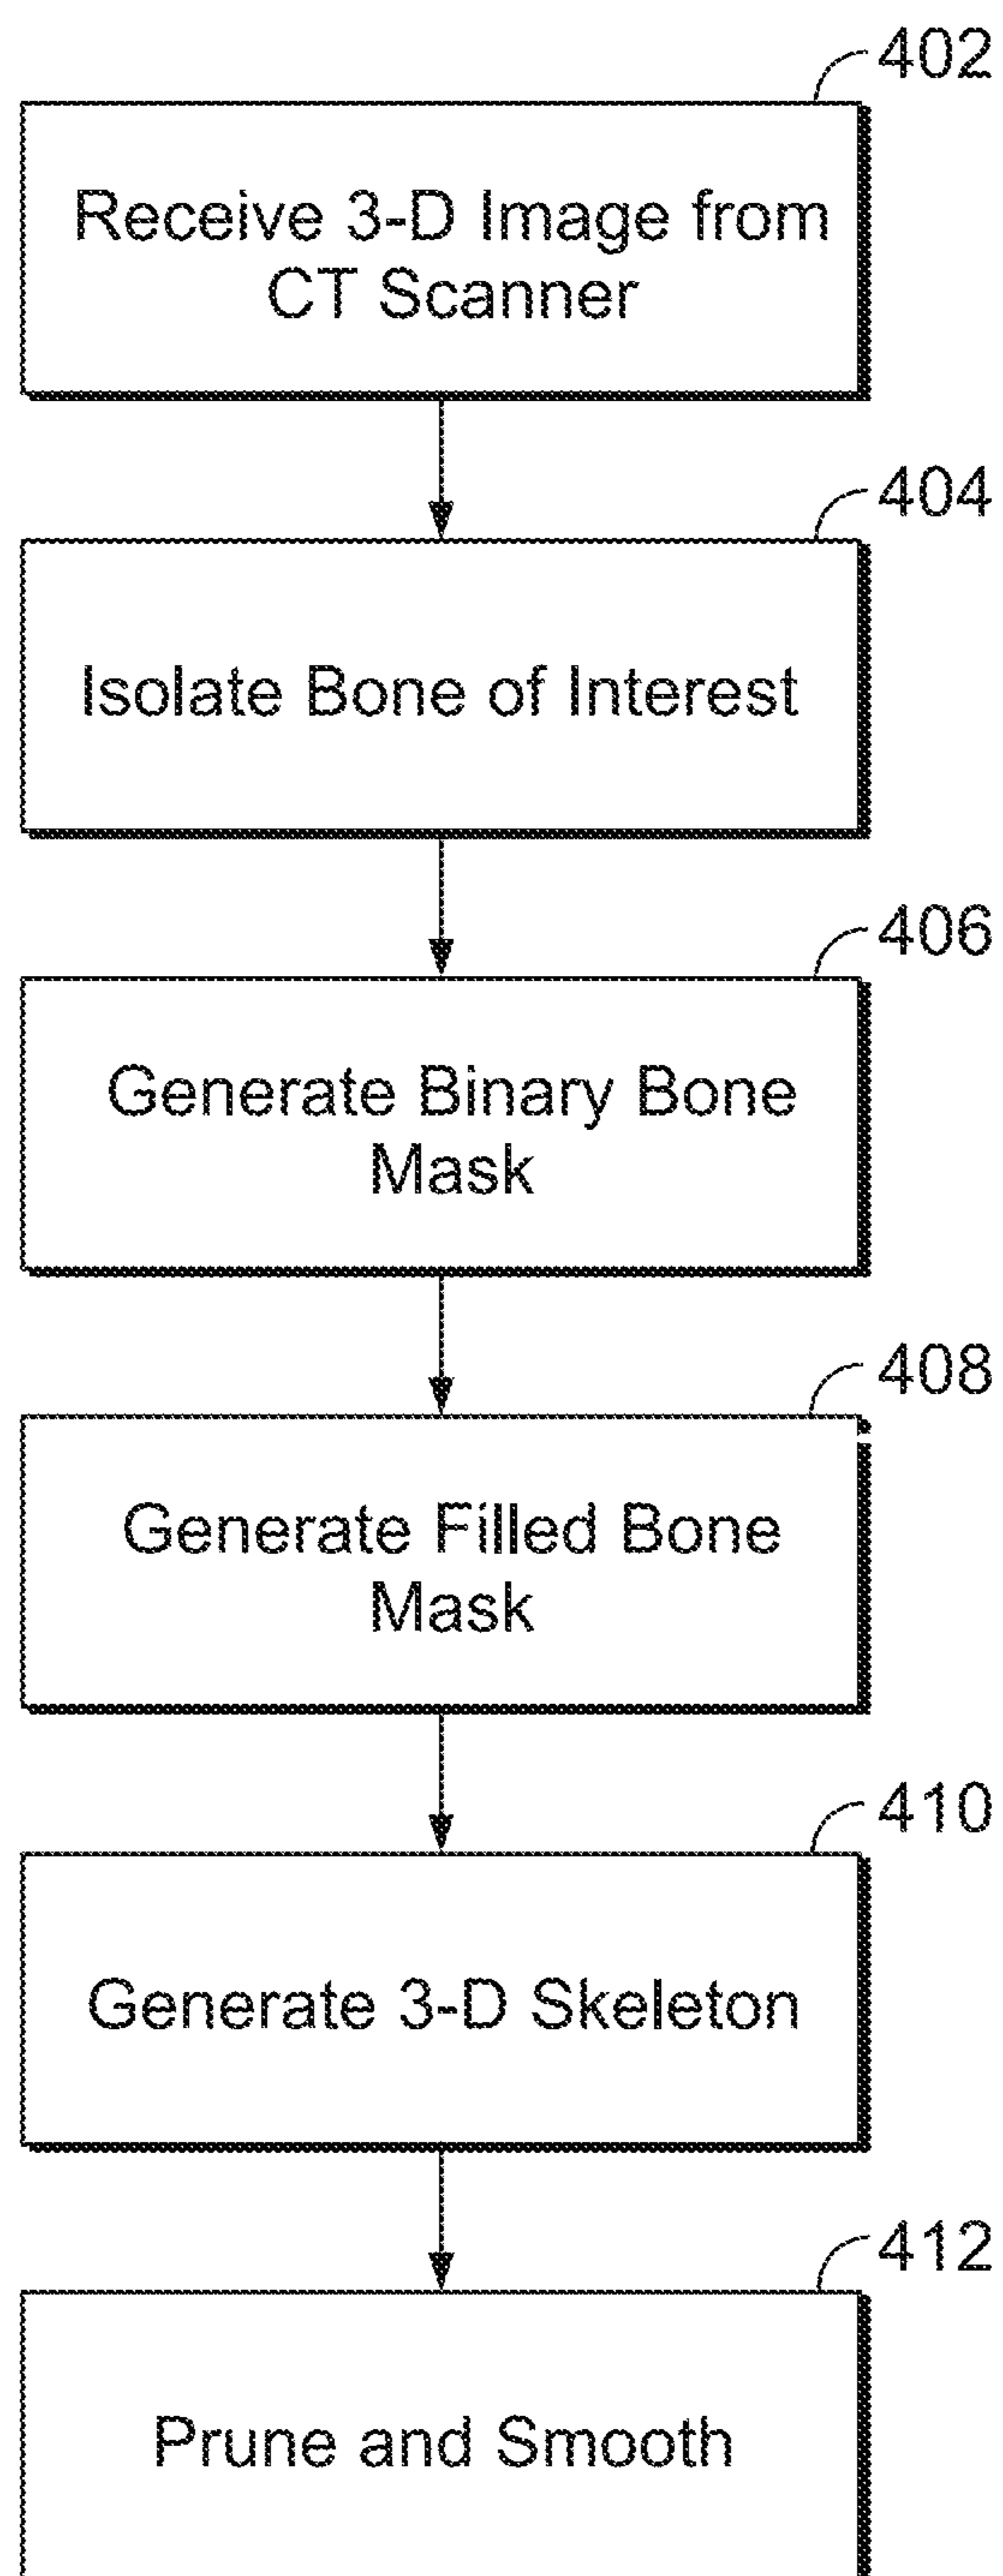 402
Receive 3-D Image from
CT Scanner
404
Isolate Bone of Interest
406
Generate Binary Bone
Mask
408
Generate Filled Bone
Mask
410
Generate 3-D Skeleton
412
Prune and Smooth